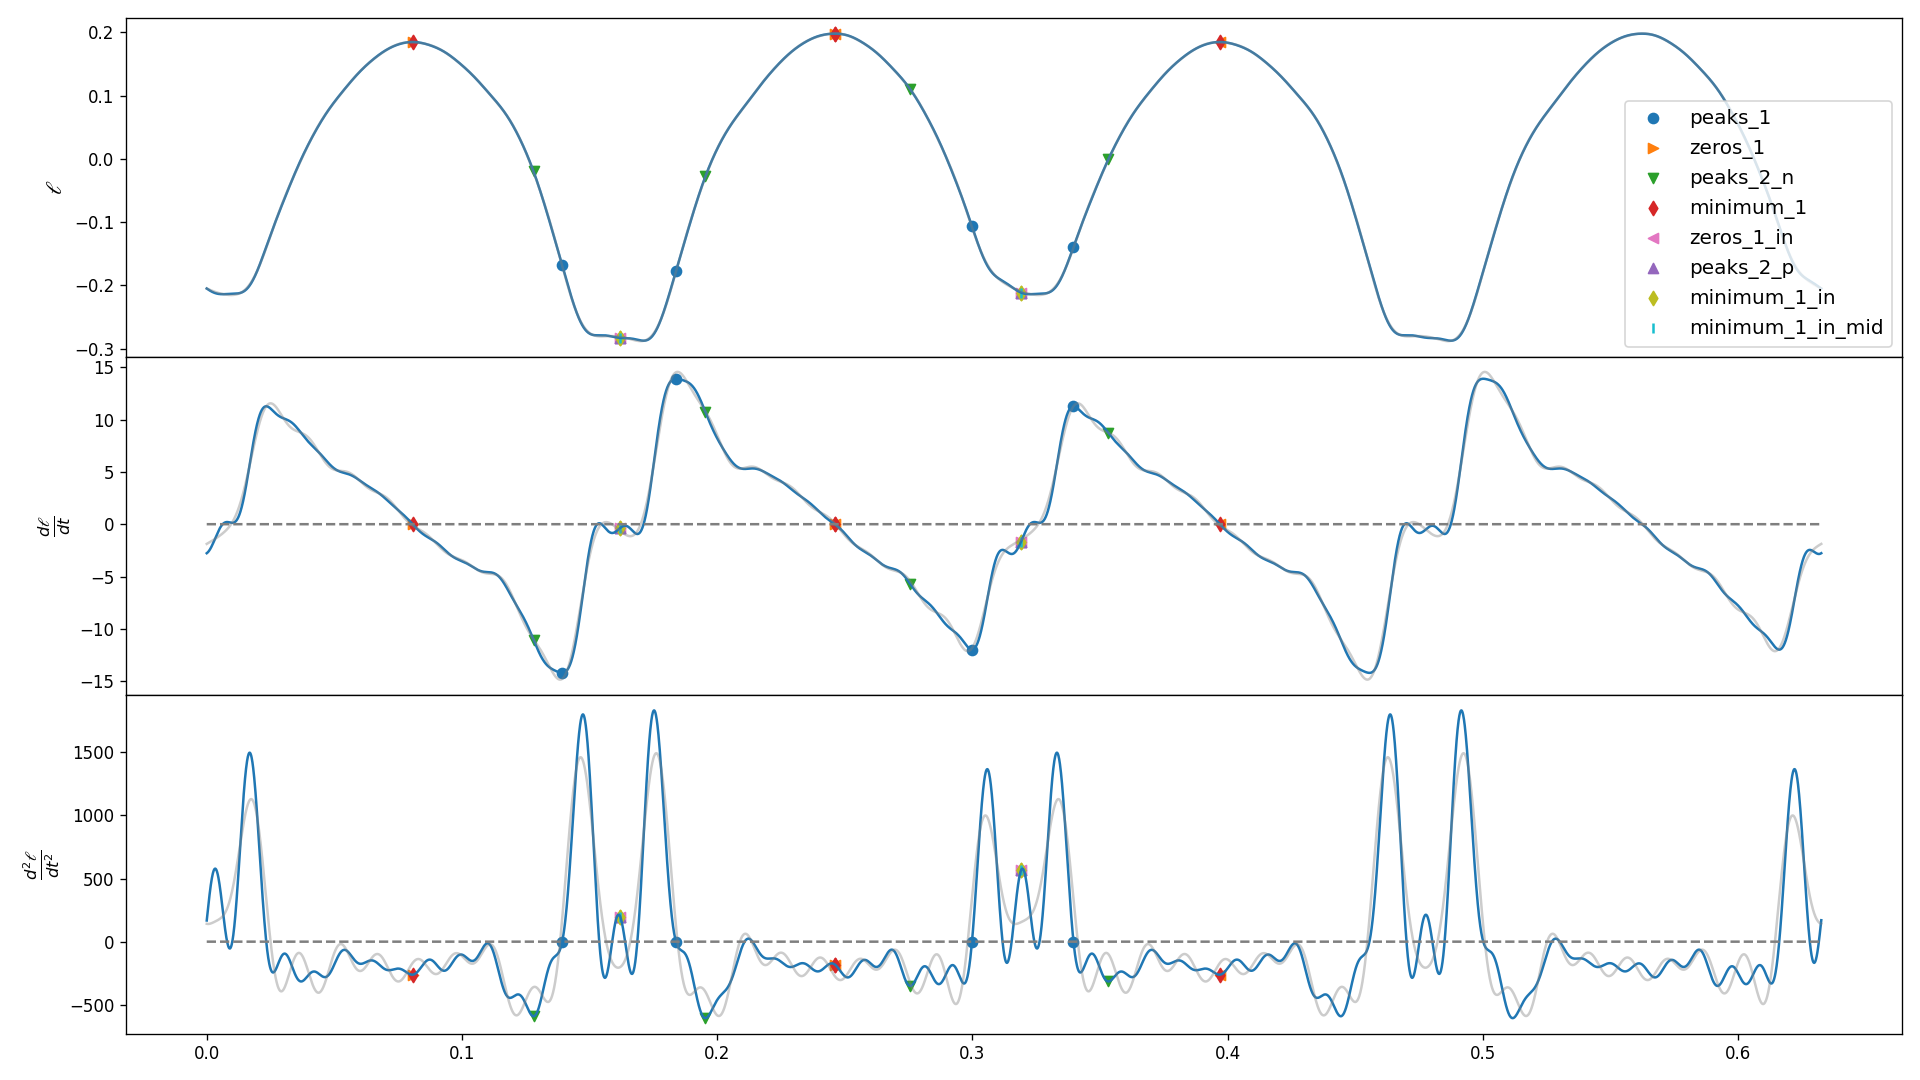 0.2
0.1
0.0
−0.1
−0.2
−0.3
ℓ
peaks_1
zeros_1
peaks_2_n
minimum_1
zeros_1_in
peaks_2_p
minimum_1_in
minimum_1_in_mid
15
10
5
0
−5
−10
−15
dℓ
dt
1500
1000
500
0
−500
d²ℓ
dt²
0.0 0.1 0.2 0.3 0.4 0.5 0.6